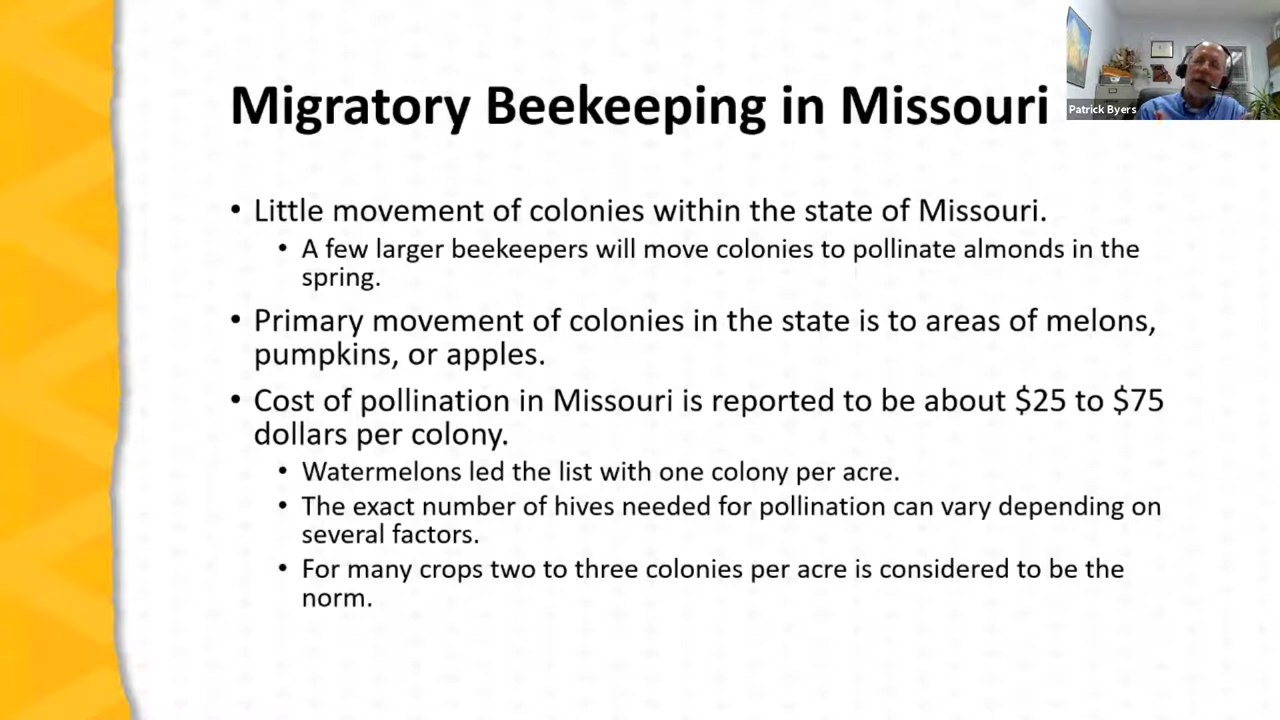 Migratory Beekeeping in Missouri
Patrick Byers
• Little movement of colonies within the state of Missouri.
• A few larger beekeepers will move colonies to pollinate almonds in the
spring.
• Primary movement of colonies in the state is to areas of melons,
pumpkins, or apples.
• Cost of pollination in Missouri is reported to be about $25 to $75
dollars per colony.
• Watermelons led the list with one colony per acre.
• The exact number of hives needed for pollination can vary depending on
several factors.
• For many crops two to three colonies per acre is considered to be the
norm.